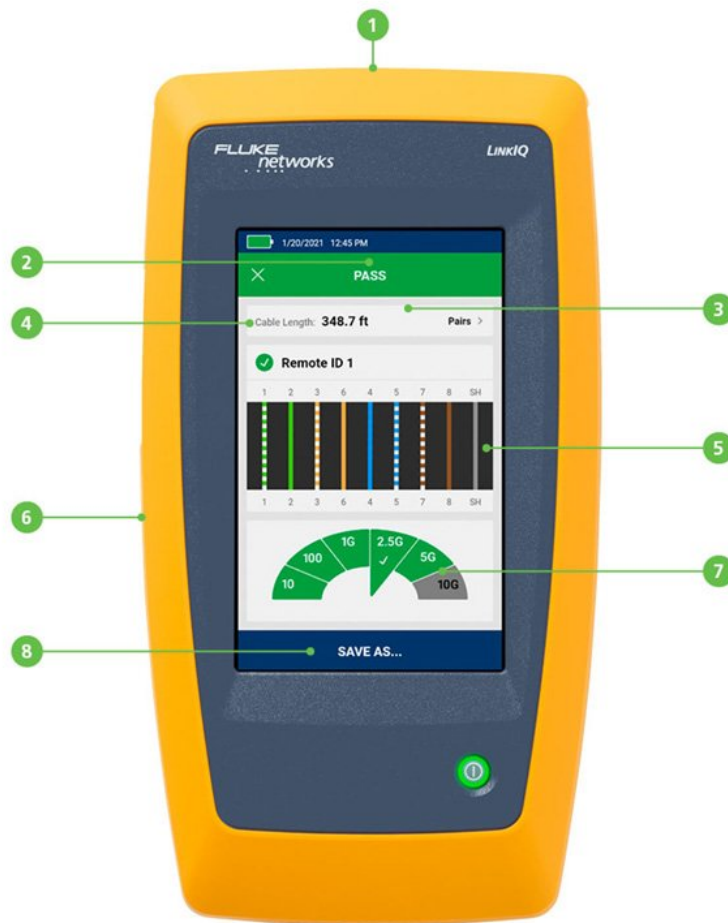 1
FLUKE
networks
LINKIQ
1/20/2021 12:45 PM
2
PASS
3
4
Cable Length: 348.7 ft
Pairs >
Remote ID 1
1 2 3 6 4 5 7 8 SH
5
1 2 3 6 4 5 7 8 SH
6
10
100
1G
2.5G
5G
10G
7
8
SAVE AS...